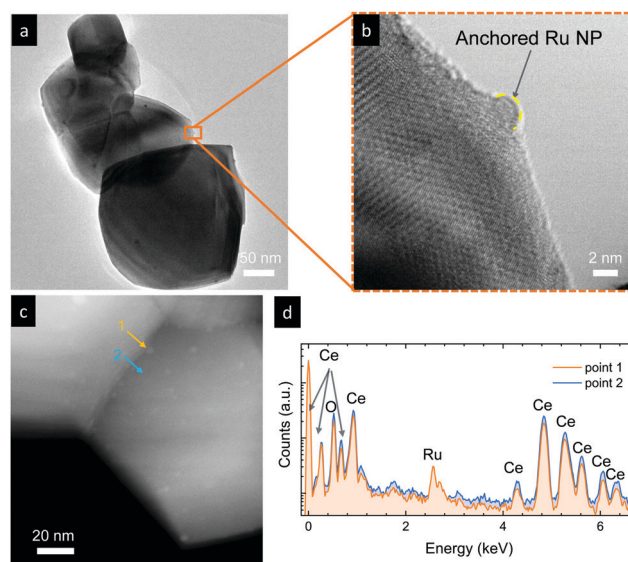 a
50 nm
b
Anchored Ru NP
2 nm
c
1
2
20 nm
d
point 1
point 2
Ce
O
Ce
Ru
Ce
Ce
Ce
Ce
Ce
Ce
Counts (a.u.)
0
2
4
6
Energy (keV)